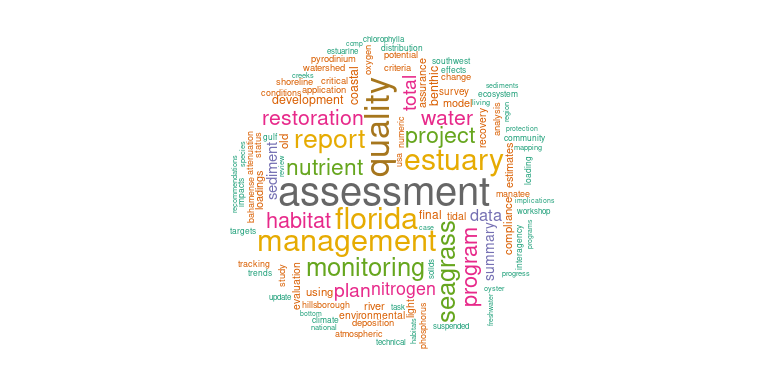 chlorophylla
comp
distribution
estuarine
oxygen
potential
pyrodinium
southwest
watershed
criteria
effects
creeks
coastal
quality
total
assurance
benthic
change
shoreline
critical
sediments
conditions
application
survey
ecosystem
development
model
living
restoration
water
recovery
analysis
region
report
numeric
project
protection
gulf
old
community
status
mapping
species
attenuation
sediment
review
nutrient
usa
estuary
estimates
loading
recommendations
impacts
bahamense
loadings
assessment
manatee
implications
habitat
florida
final
tidal
data
workshop
targets
management
case
seagrass
program
summary
compliance
interagency
programs
tracking
trends
study
evaluation
monitoring
solids
progress
update
using
plan
nitrogen
oyster
hillsborough
river
task
light
freshwater
bottom
environmental
climate
deposition
phosphorus
suspended
national
atmospheric
habitats
technical